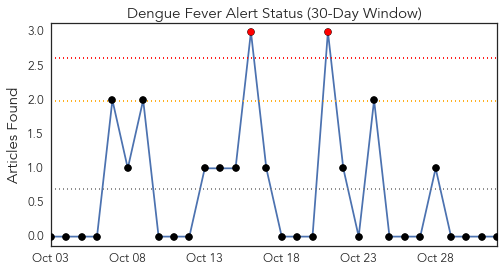 Dengue Fever Alert Status (30-Day Window)
Articles Found
3.0
2.5
2.0
1.5
1.0
0.5
0.0
Oct 03 Oct 08 Oct 13 Oct 18 Oct 23 Oct 28